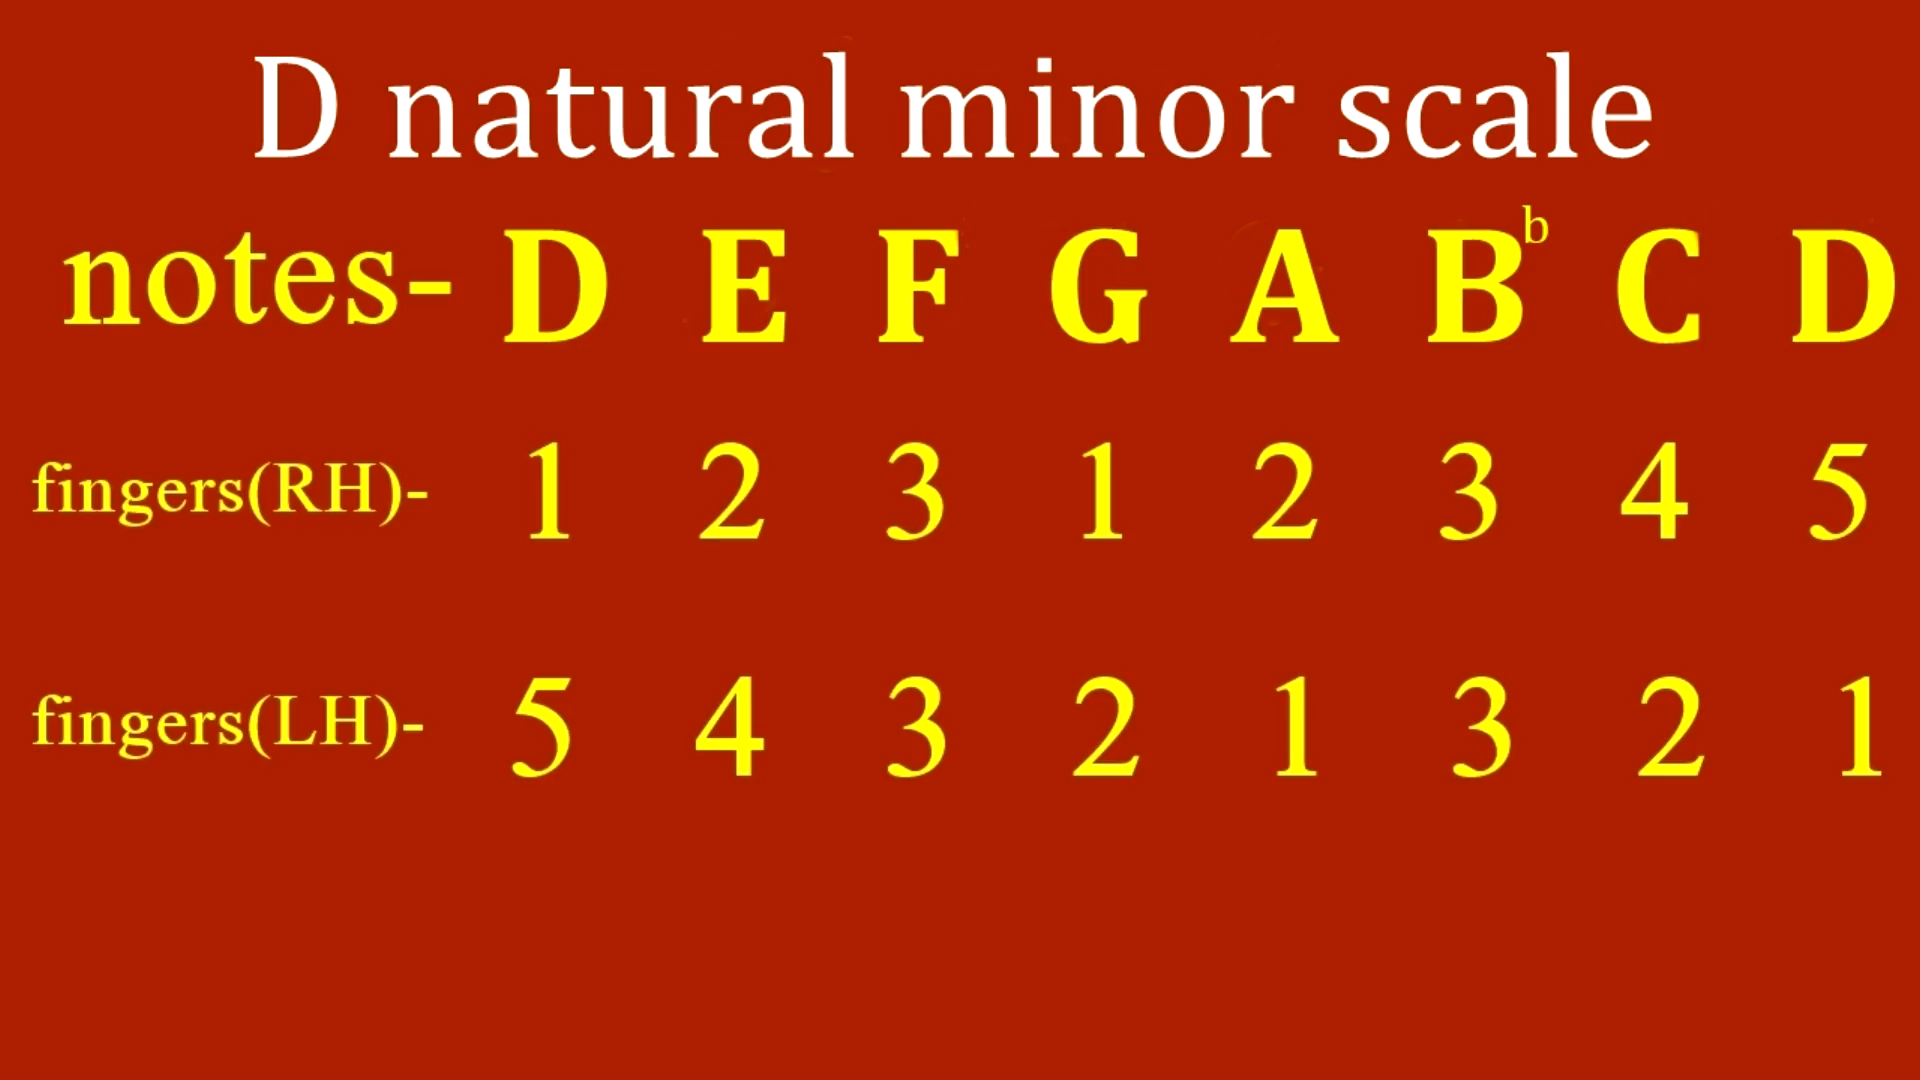 D natural minor scale
notes- D E F G A Bb C D
fingers(RH)- 1 2 3 1 2 3 4 5
fingers(LH)- 5 4 3 2 1 3 2 1